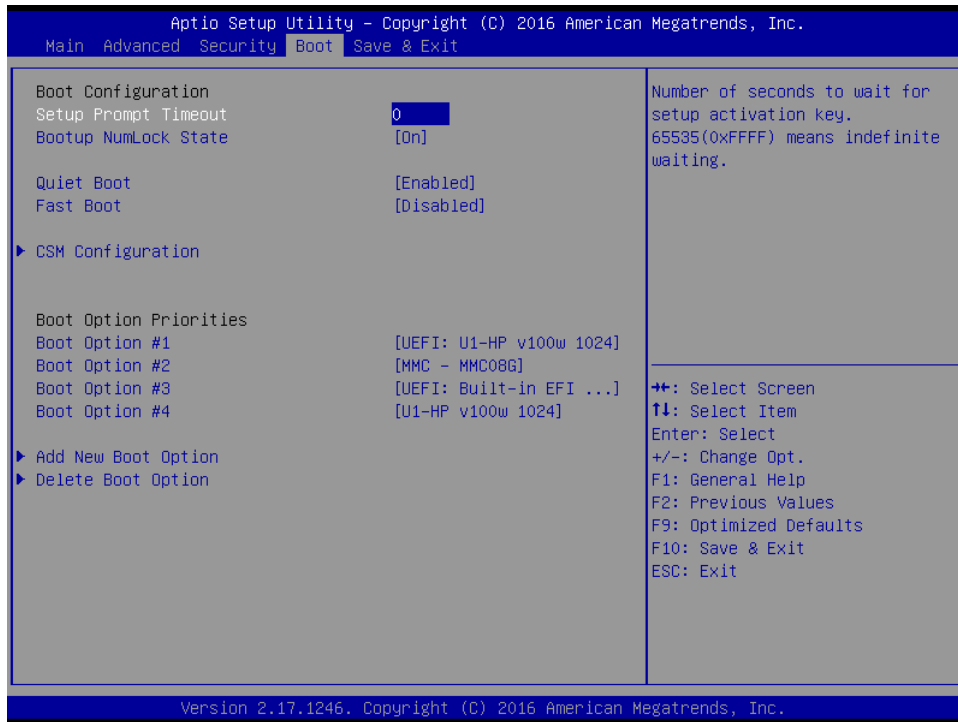 Aptio Setup Utility – Copyright (C) 2016 American Megatrends, Inc.
Main Advanced Security Boot Save & Exit
Boot Configuration
Setup Prompt Timeout 0
Bootup NumLock State [On]
Quiet Boot [Enabled]
Fast Boot [Disabled]
CSM Configuration
Boot Option Priorities
Boot Option #1 [UEFI: U1-HP v100w 1024]
Boot Option #2 [MMC – MMC08G]
Boot Option #3 [UEFI: Built-in EFI ...]
Boot Option #4 [U1-HP v100w 1024]
Add New Boot Option
Delete Boot Option
Number of seconds to wait for
setup activation key.
65535(0xFFFF) means indefinite
waiting.
→←: Select Screen
↑↓: Select Item
Enter: Select
+/-: Change Opt.
F1: General Help
F2: Previous Values
F9: Optimized Defaults
F10: Save & Exit
ESC: Exit
Version 2.17.1246. Copyright (C) 2016 American Megatrends, Inc.